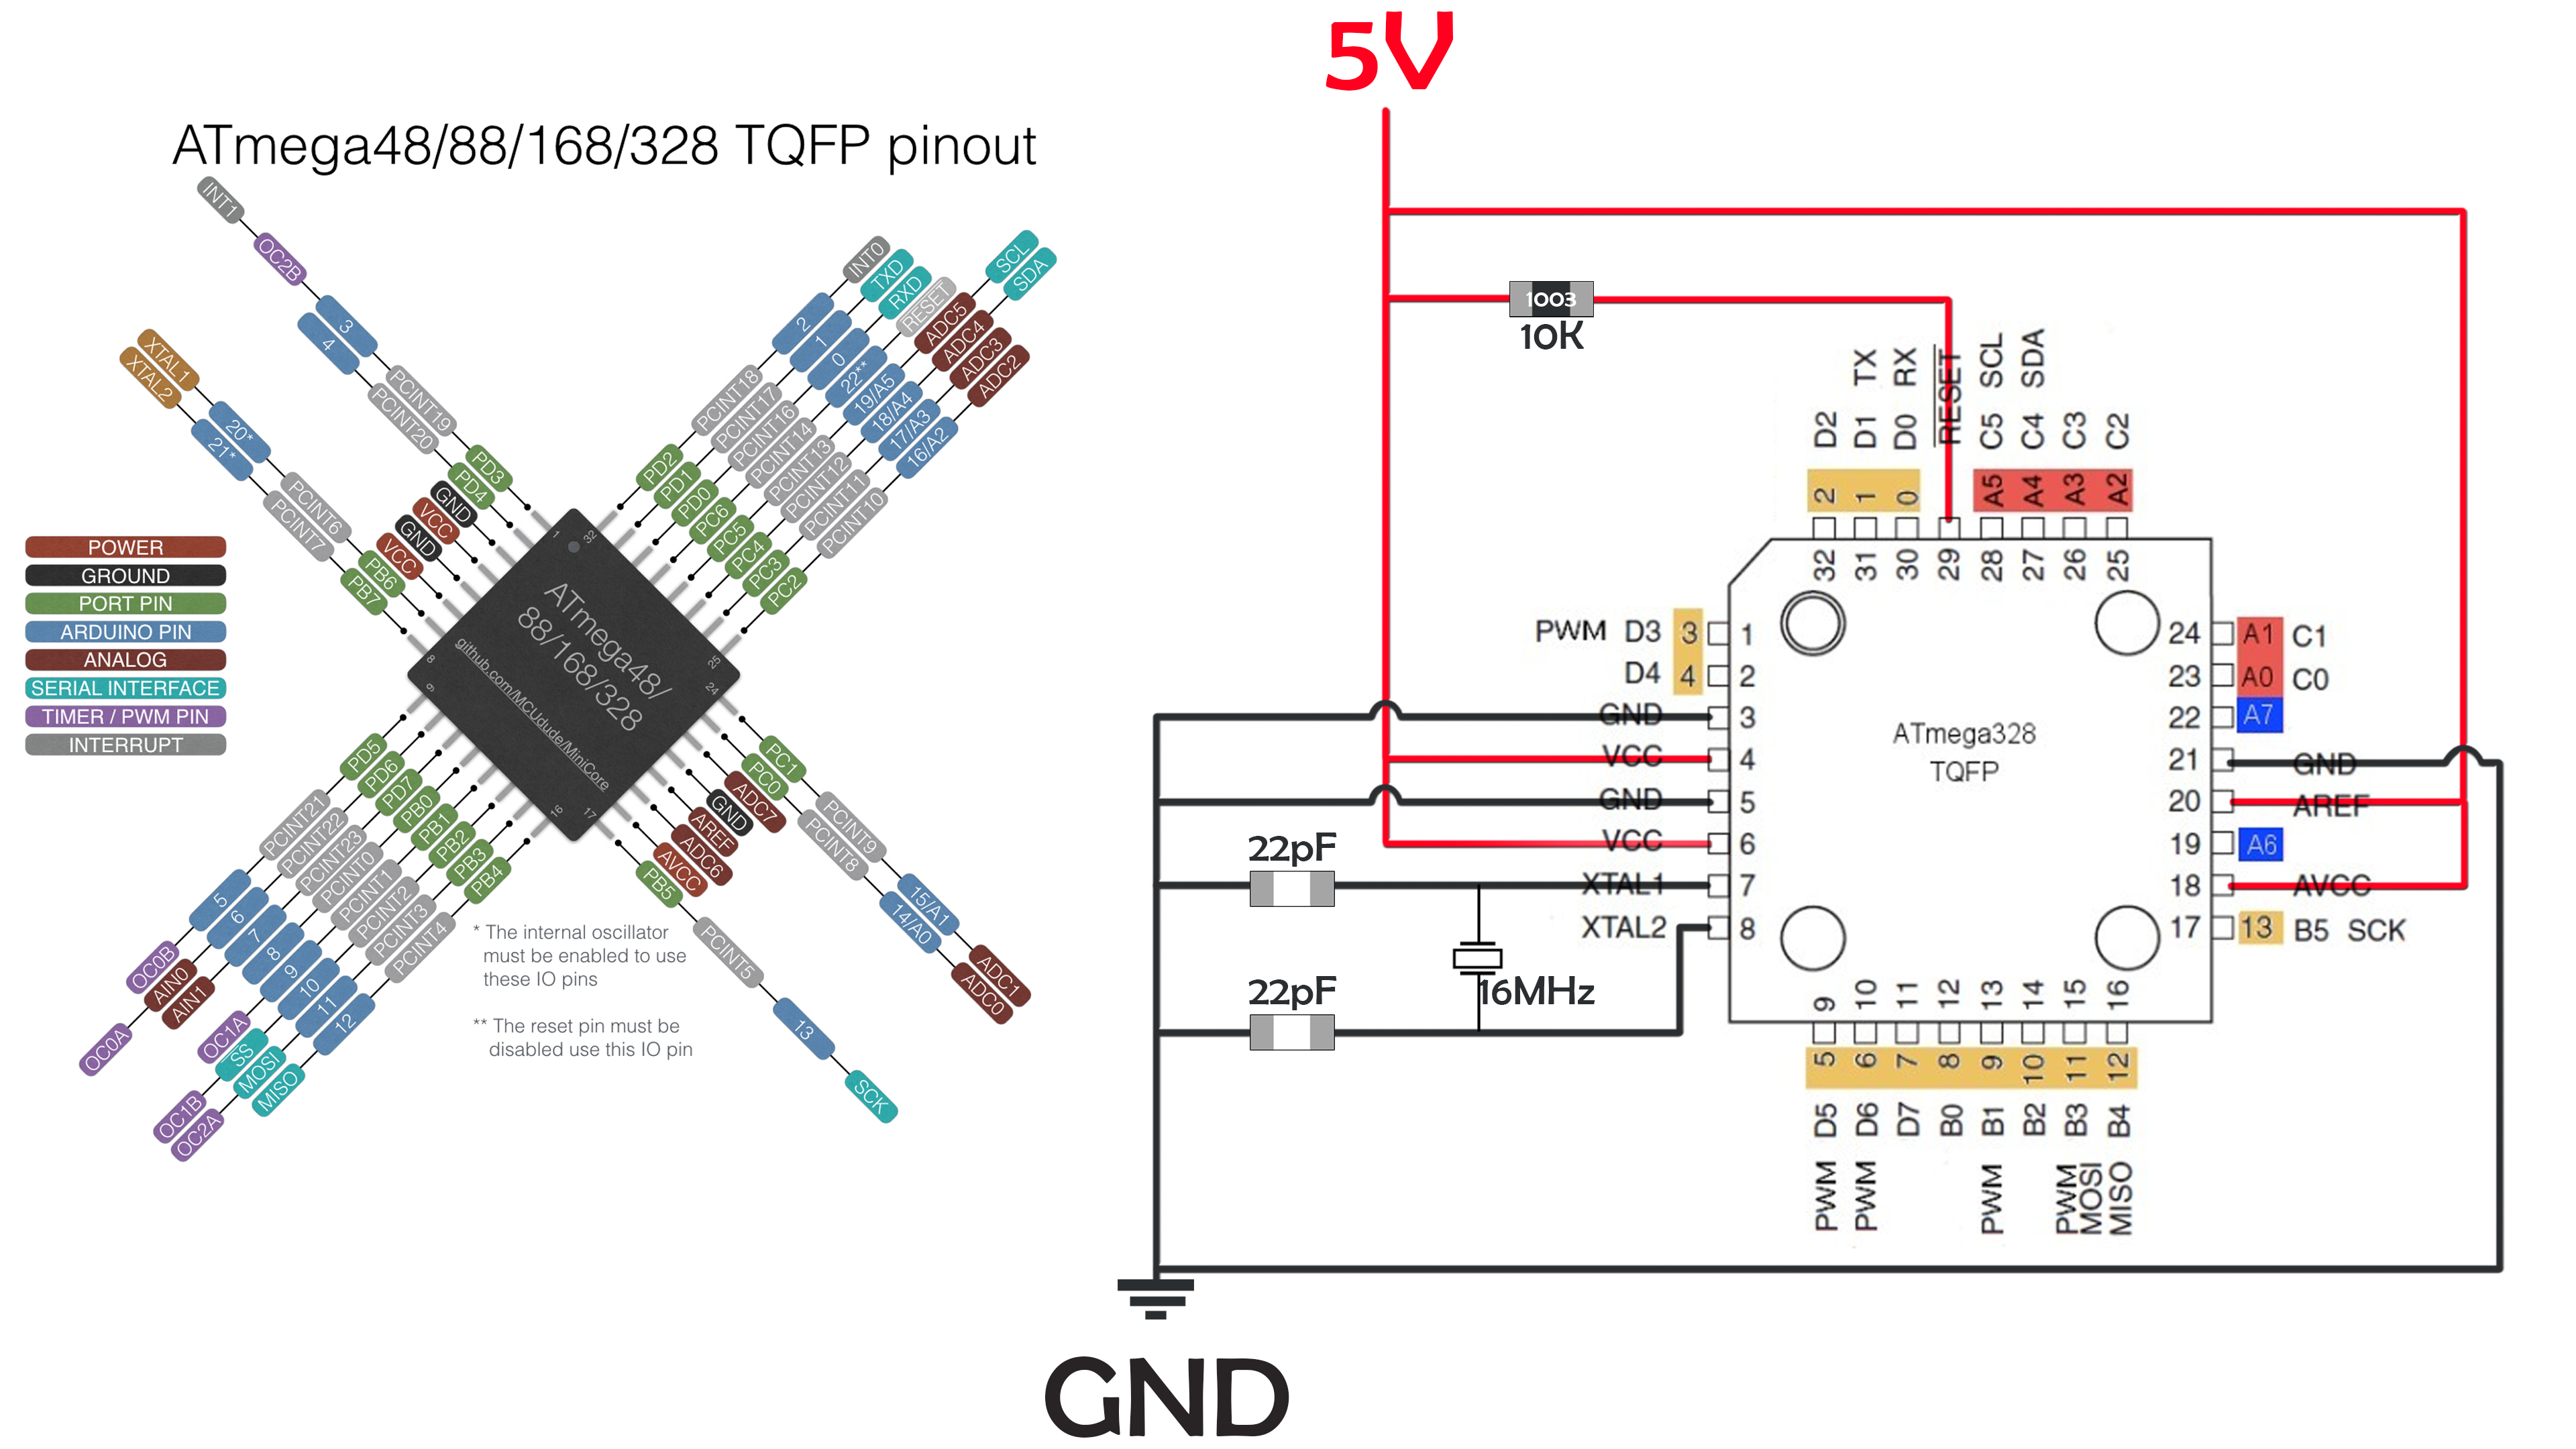 5V
ATmega48/88/168/328 TQFP pinout
INT1
OC2B
3
4
XTAL1
XTAL2
20*
21*
PCINT19
PCINT20
PCINT6
PCINT7
PD3
PD4
GND
VCC
GND
VCC
PB6
PB7
INT0
TXD
RXD
RESET
SCL
SDA
ADC5
ADC4
ADC3
ADC2
2
1
0
22**
19/A5
18/A4
17/A3
16/A2
PCINT18
PCINT17
PCINT16
PCINT14
PCINT13
PCINT12
PCINT11
PCINT10
PD2
PD1
PD0
PC6
PC5
PC4
PC3
PC2
POWER
GROUND
PORT PIN
ARDUINO PIN
ANALOG
SERIAL INTERFACE
TIMER / PWM PIN
INTERRUPT
1
32
8
25
9
24
16
17
ATmega48/
88/168/328
github.com/MCUdude/MiniCore
PD5
PD6
PD7
PB0
PB1
PB2
PB3
PB4
PCINT21
PCINT22
PCINT23
PCINT0
PCINT1
PCINT2
PCINT3
PCINT4
5
6
7
8
9
10
11
12
OC0B
AIN0
AIN1
OC0A
OC1A
SS
MOSI
MISO
OC1B
OC2A
PC1
PC0
ADC7
GND
AREF
ADC6
AVCC
PB5
PCINT9
PCINT8
15/A1
14/A0
ADC1
ADC0
PCINT5
13
SCK
* The internal oscillator
must be enabled to use
these IO pins
** The reset pin must be
disabled use this IO pin
1003
10K
TX
RX
RESET
SCL
SDA
D2
D1
D0
C5
C4
C3
C2
2
1
0
A5
A4
A3
A2
32
31
30
29
28
27
26
25
PWM D3 3 1
D4 4 2
GND 3
VCC 4
GND 5
VCC 6
XTAL1 7
XTAL2 8
22pF
22pF
16MHz
ATmega328
TQFP
24 A1 C1
23 A0 C0
22 A7
21 GND
20 AREF
19 A6
18 AVCC
17 13 B5 SCK
9
10
11
12
13
14
15
16
5
6
7
8
9
10
11
12
D5
D6
D7
B0
B1
B2
B3
B4
PWM
PWM
PWM
PWM
MOSI
MISO
GND